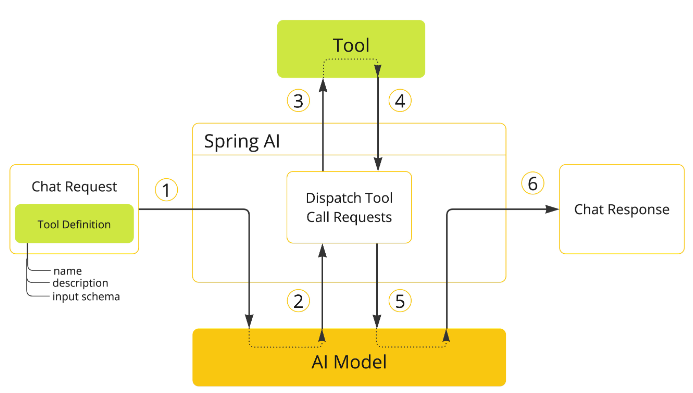 Tool
3
4
Spring AI
Chat Request
1
6
Dispatch Tool
Call Requests
Chat Response
Tool Definition
name
description
input schema
2
5
AI Model